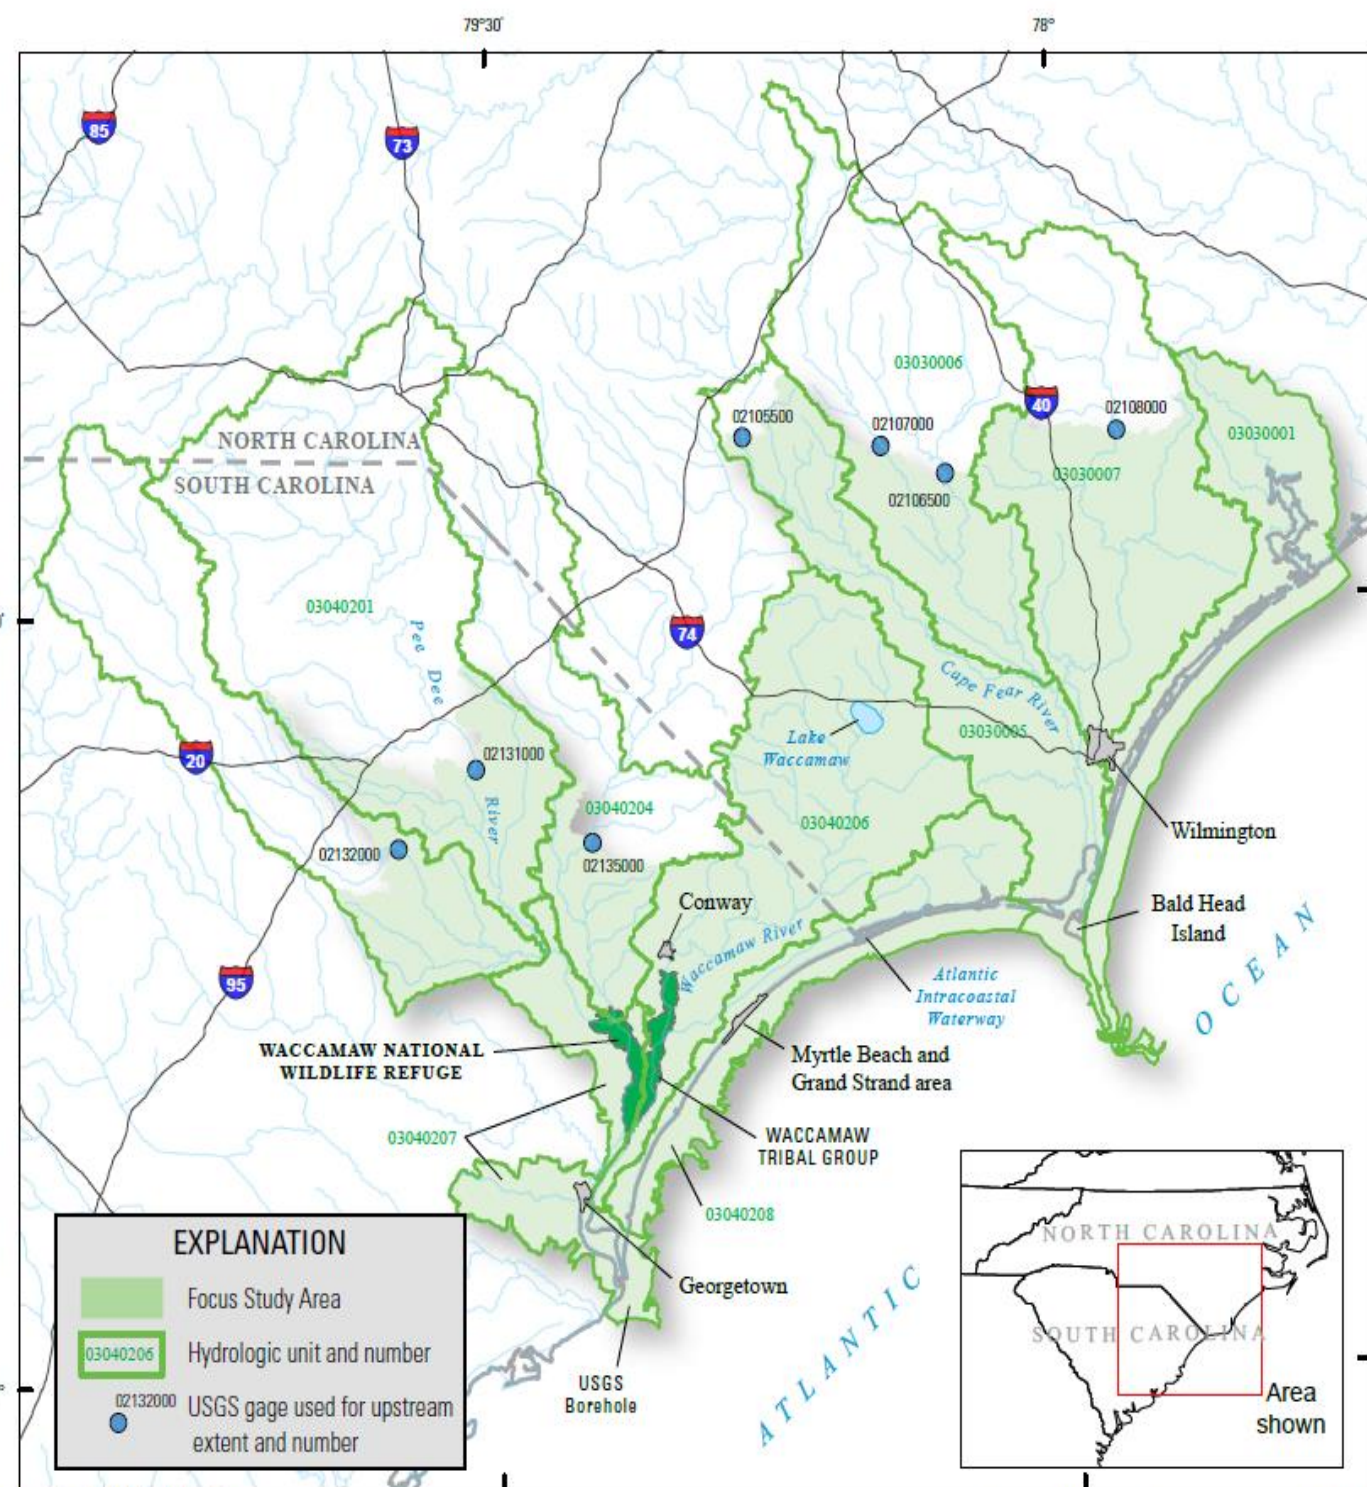 79°30'
78°
85
73
03030006
40
02108000
02105500
02107000
03030001
NORTH CAROLINA
SOUTH CAROLINA
03030007
02106500
03040201
Pee Dee
74
Cape Fear River
Lake
Waccamaw
03030005
20
02131000
River
03040204
03040206
02132000
02135000
Wilmington
Conway
Bald Head
Island
Waccamaw River
95
Atlantic
Intracoastal
Waterway
WACCAMAW NATIONAL
WILDLIFE REFUGE
Myrtle Beach and
Grand Strand area
03040207
WACCAMAW
TRIBAL GROUP
03040208
Georgetown
USGS
Borehole
ATLANTIC OCEAN
EXPLANATION
Focus Study Area
03040206
Hydrologic unit and number
02132000
USGS gage used for upstream
extent and number
NORTH CAROLINA
SOUTH CAROLINA
Area
shown